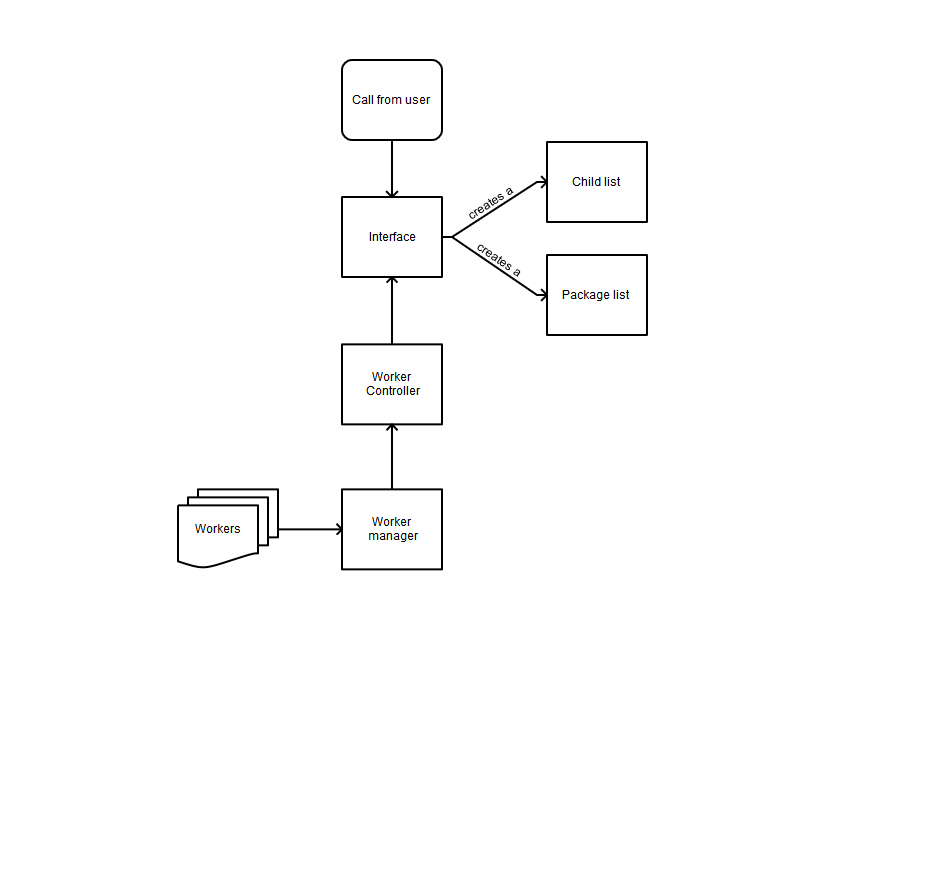 Call from user
Interface
creates a
Child list
creates a
Package list
Worker
Controller
Workers
Worker
manager